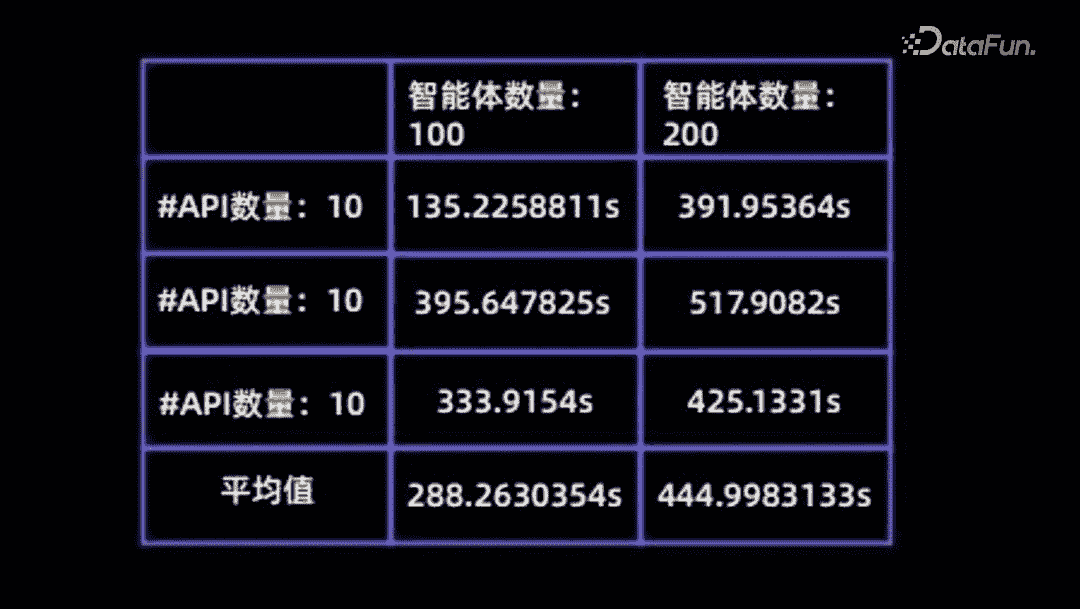 DataFun.
智能体数量：
100
智能体数量：
200
#API数量：10
135.2258811s
391.95364s
#API数量：10
395.647825s
517.9082s
#API数量：10
333.9154s
425.1331s
平均值
288.2630354s
444.9983133s